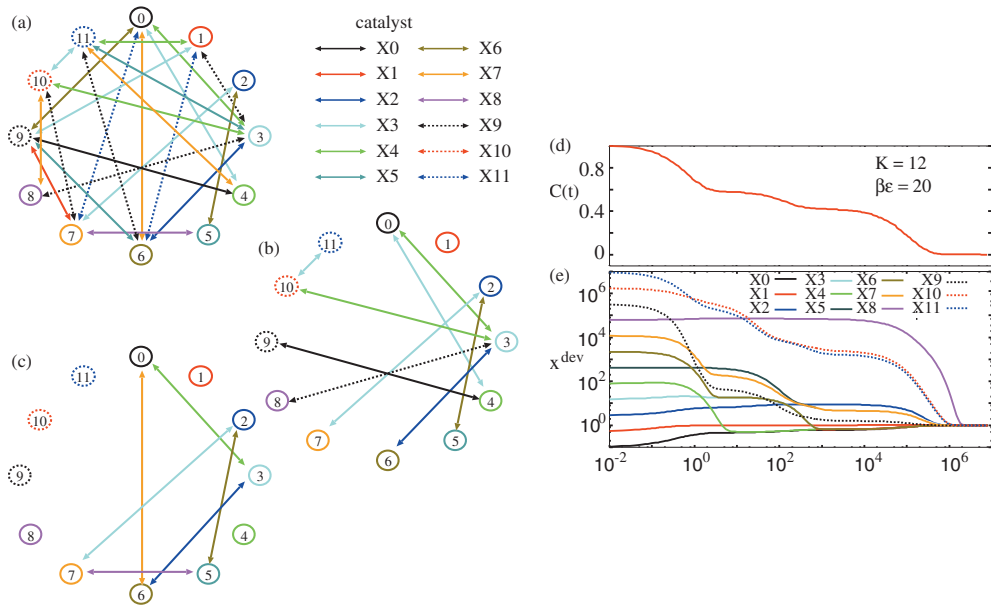 (a)
0
11
1
10
2
9
3
8
4
7
5
6
catalyst
X0
X6
X1
X7
X2
X8
X3
X9
X4
X10
X5
X11
(b)
0
11
1
10
2
9
3
8
4
7
5
6
(c)
0
11
1
10
2
9
3
8
4
7
5
6
(d)
0.8
C(t)
0.4
0
K = 12
βε = 20
(e)
X0 X3 X6 X9
X1 X4 X7 X10
X2 X5 X8 X11
10^6
10^4
x^dev
10^2
10^0
10^-2 10^0 10^2 10^4 10^6